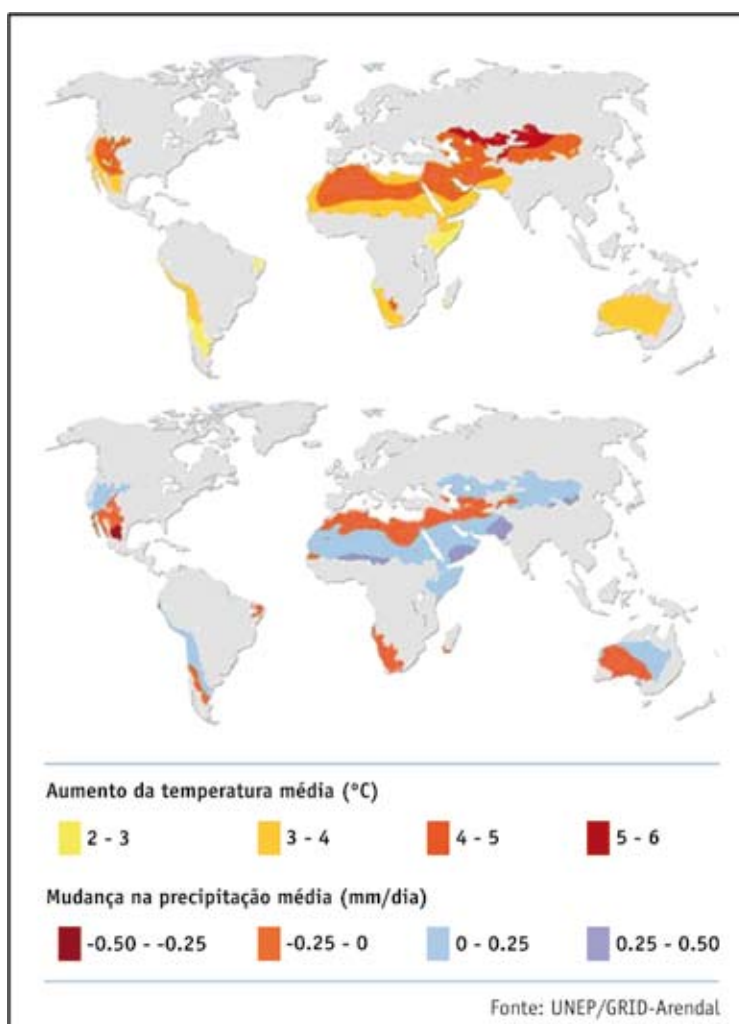 Aumento da temperatura média (°C)
2 - 3
3 - 4
4 - 5
5 - 6
Mudança na precipitação média (mm/dia)
-0.50 - -0.25
-0.25 - 0
0 - 0.25
0.25 - 0.50
Fonte: UNEP/GRID-Arendal